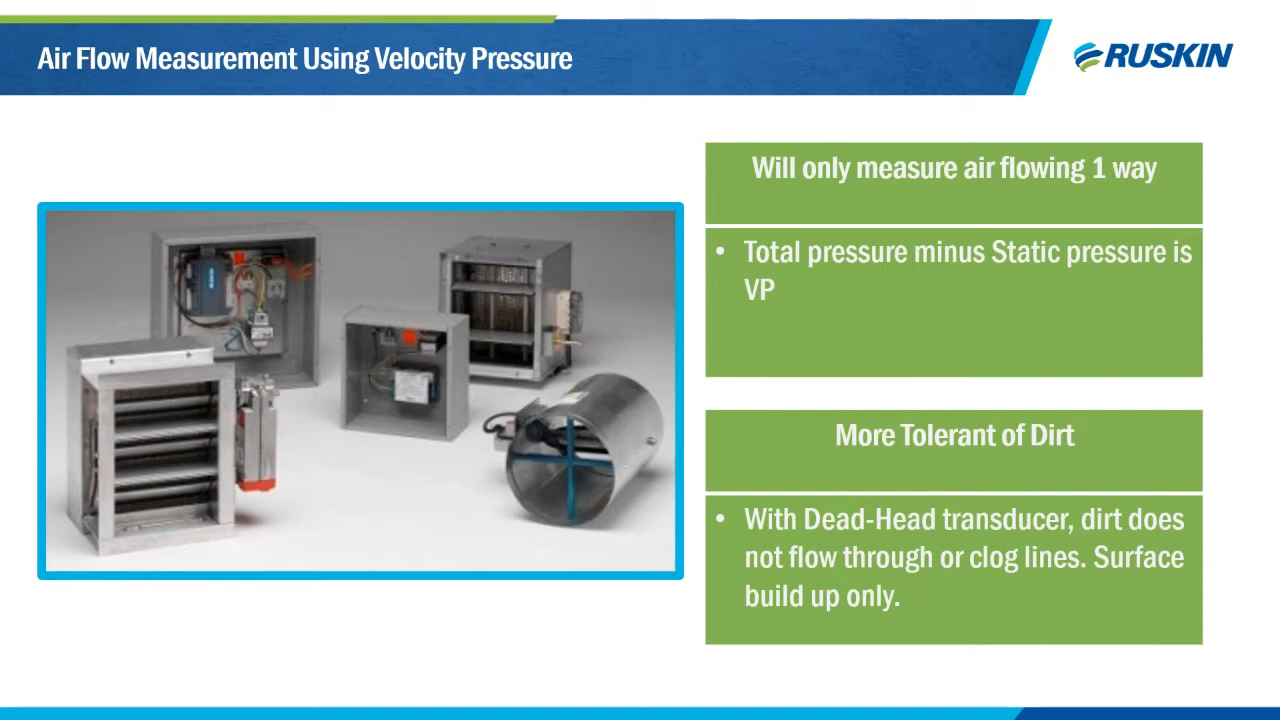 Air Flow Measurement Using Velocity Pressure
RUSKIN
Will only measure air flowing 1 way
• Total pressure minus Static pressure is
VP
More Tolerant of Dirt
• With Dead-Head transducer, dirt does
not flow through or clog lines. Surface
build up only.